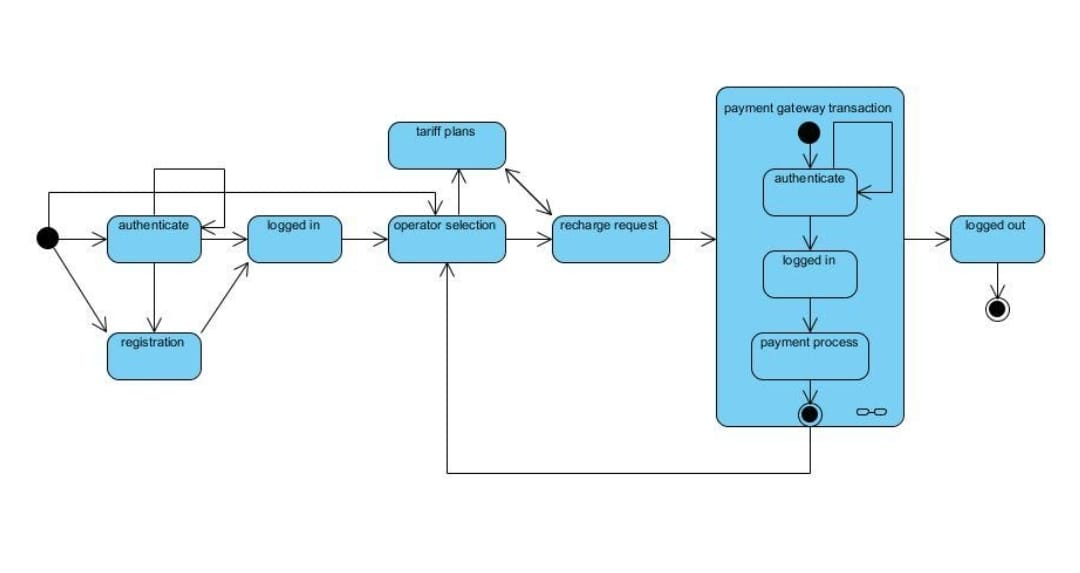 payment gateway transaction
tariff plans
authenticate
authenticate
logged in
operator selection
recharge request
logged out
logged in
registration
payment process